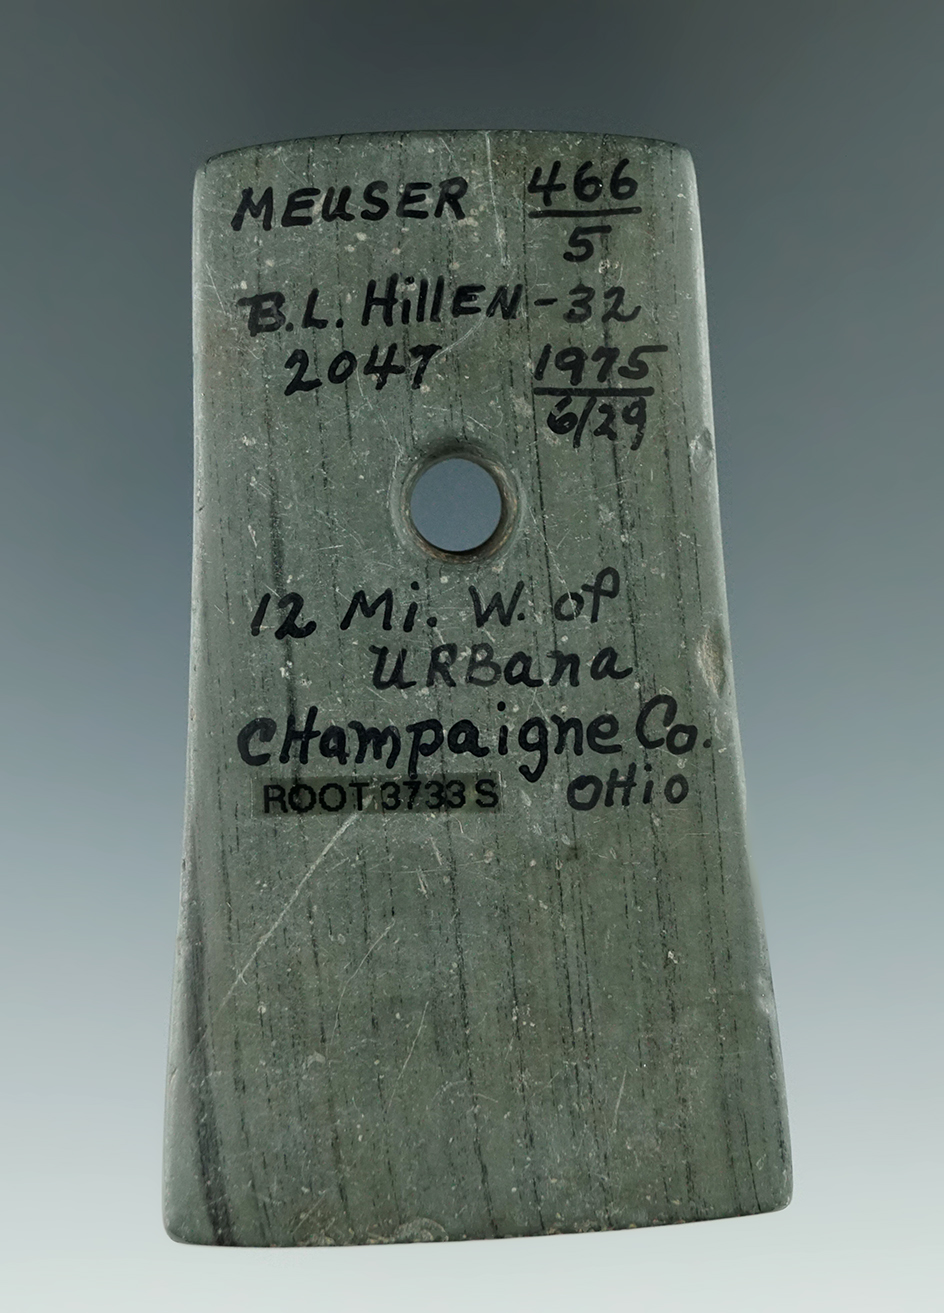 MEUSER 466/5
B.L. HillEN-32
2047 1975
6/29
12 Mi. W. of
URBana
CHampaigne Co.
ROOT 3733 S OHio